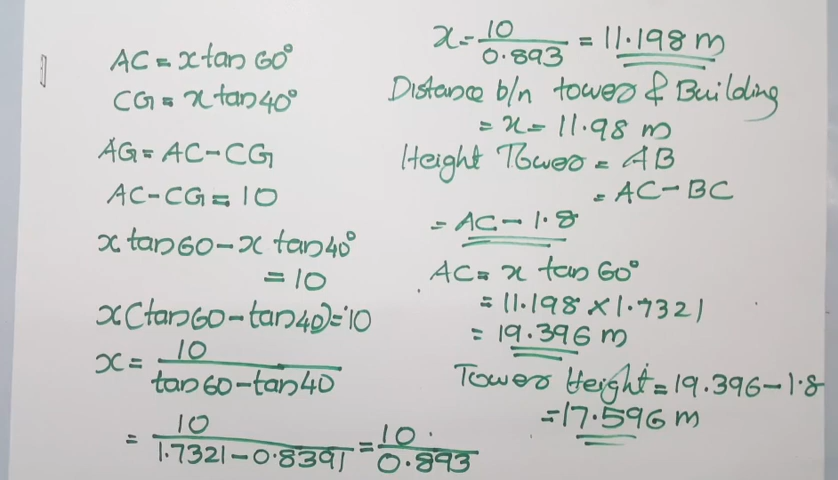 AC = x tan 60°
CG = x tan 40°
AG = AC - CG
AC - CG = 10
x tan 60 - x tan 40°
= 10
x(tan 60 - tan 40) = 10
x = 10 / tan 60 - tan 40
= 10 / 1.7321 - 0.8391 = 10 / 0.893
x = 10 / 0.893 = 11.198 m
Distance b/n tower & Building
= x = 11.98 m
Height Tower = AB
= AC - BC
= AC - 1.8
AC = x tan 60°
= 11.198 × 1.7321
= 19.396 m
Tower Height = 19.396 - 1.8
= 17.596 m